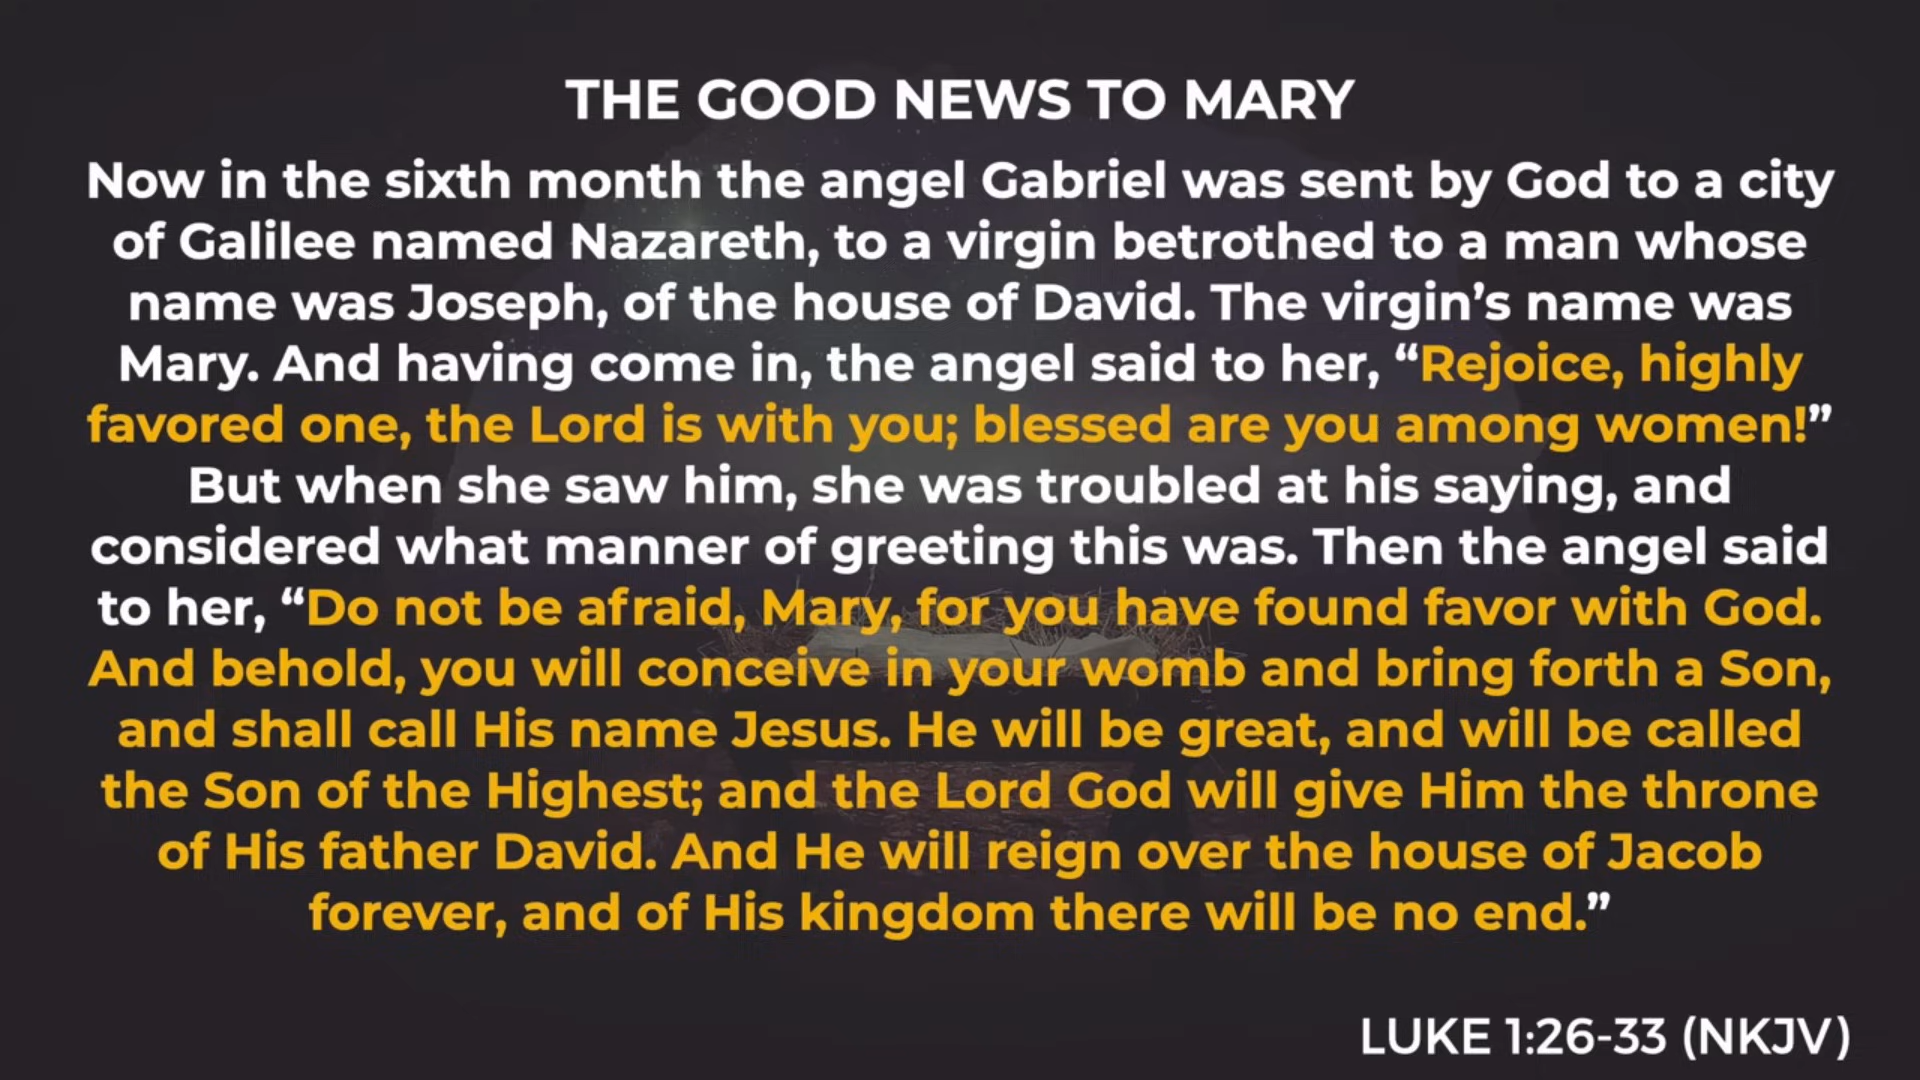 THE GOOD NEWS TO MARY
Now in the sixth month the angel Gabriel was sent by God to a city
of Galilee named Nazareth, to a virgin betrothed to a man whose
name was Joseph, of the house of David. The virgin’s name was
Mary. And having come in, the angel said to her, “Rejoice, highly
favored one, the Lord is with you; blessed are you among women!”
But when she saw him, she was troubled at his saying, and
considered what manner of greeting this was. Then the angel said
to her, “Do not be afraid, Mary, for you have found favor with God.
And behold, you will conceive in your womb and bring forth a Son,
and shall call His name Jesus. He will be great, and will be called
the Son of the Highest; and the Lord God will give Him the throne
of His father David. And He will reign over the house of Jacob
forever, and of His kingdom there will be no end.”
LUKE 1:26-33 (NKJV)